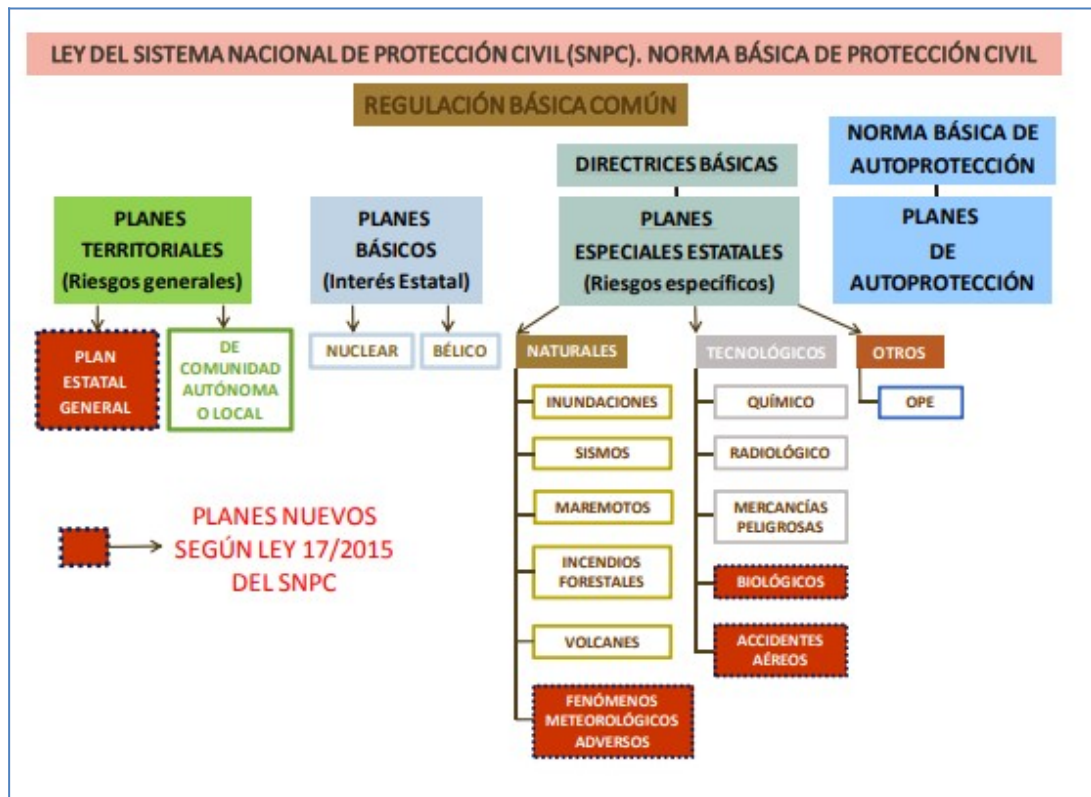 LEY DEL SISTEMA NACIONAL DE PROTECCIÓN CIVIL (SNPC). NORMA BÁSICA DE PROTECCIÓN CIVIL
REGULACIÓN BÁSICA COMÚN
NORMA BÁSICA DE
AUTOPROTECCIÓN
DIRECTRICES BÁSICAS
PLANES
TERRITORIALES
(Riesgos generales)
PLANES
BÁSICOS
(Interés Estatal)
PLANES
ESPECIALES ESTATALES
(Riesgos específicos)
PLANES
DE
AUTOPROTECCIÓN
PLAN
ESTATAL
GENERAL
DE
COMUNIDAD
AUTÓNOMA
O LOCAL
NUCLEAR
BÉLICO
NATURALES
TECNOLÓGICOS
OTROS
INUNDACIONES
SISMOS
MAREMOTOS
INCENDIOS
FORESTALES
VOLCANES
FENÓMENOS
METEOROLÓGICOS
ADVERSOS
QUÍMICO
RADIOLÓGICO
MERCANCÍAS
PELIGROSAS
BIOLÓGICOS
ACCIDENTES
AÉREOS
OPE
PLANES NUEVOS
SEGÚN LEY 17/2015
DEL SNPC